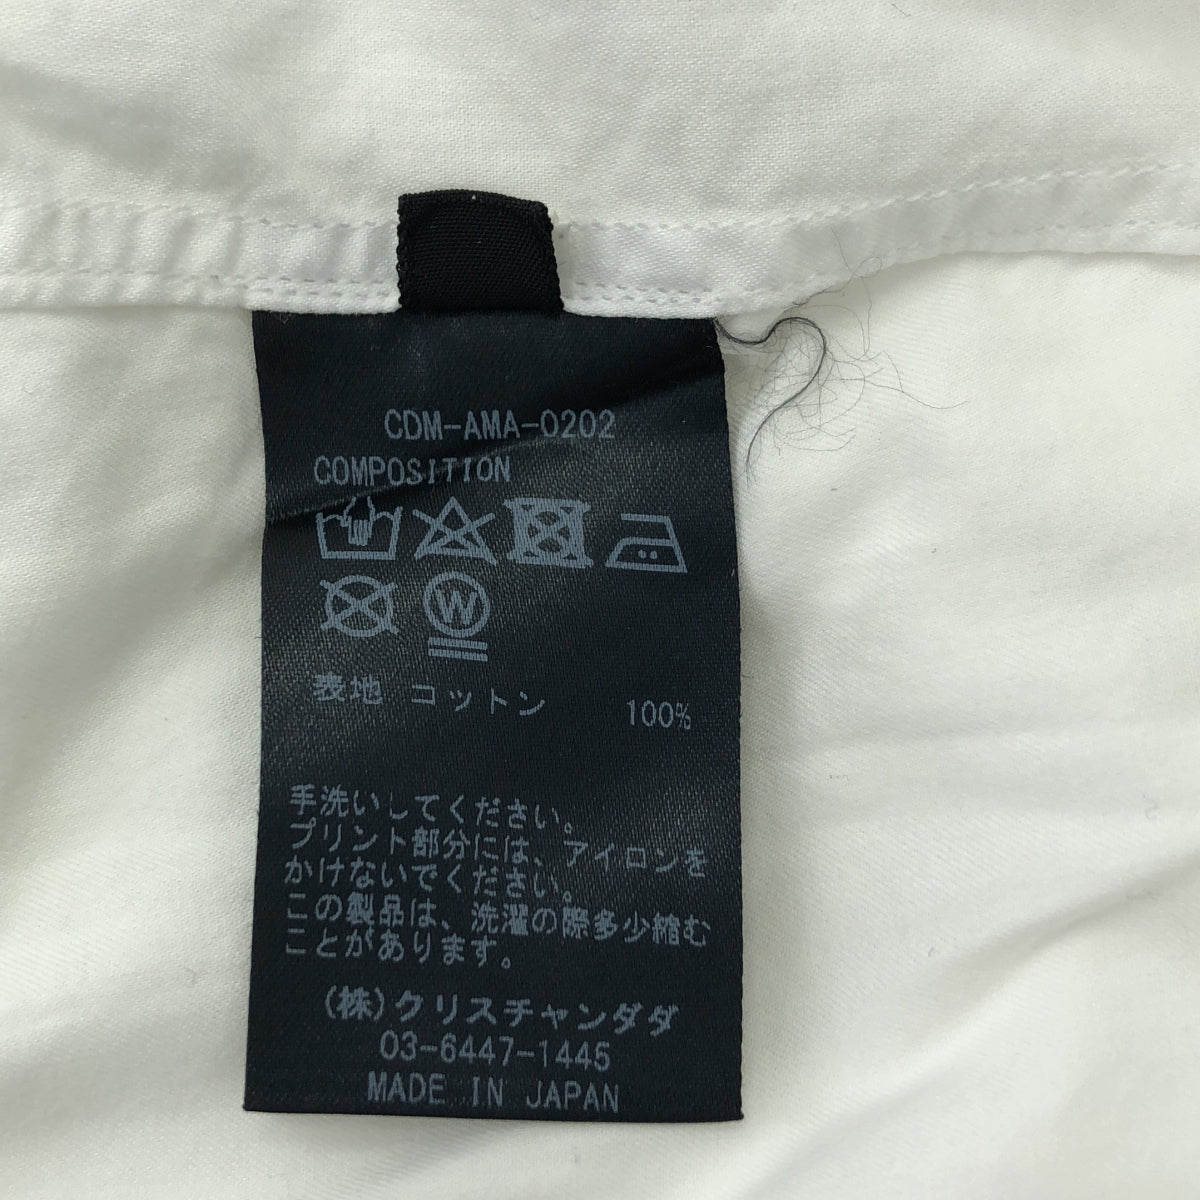 CDM-AMA-0202
COMPOSITION
W
表地 コットン 100%
手洗いしてください。
プリント部分には、アイロンを
かけないでください。
この製品は、洗濯の際多少縮む
ことがあります。
(株)クリスチャンダダ
03-6447-1445
MADE IN JAPAN